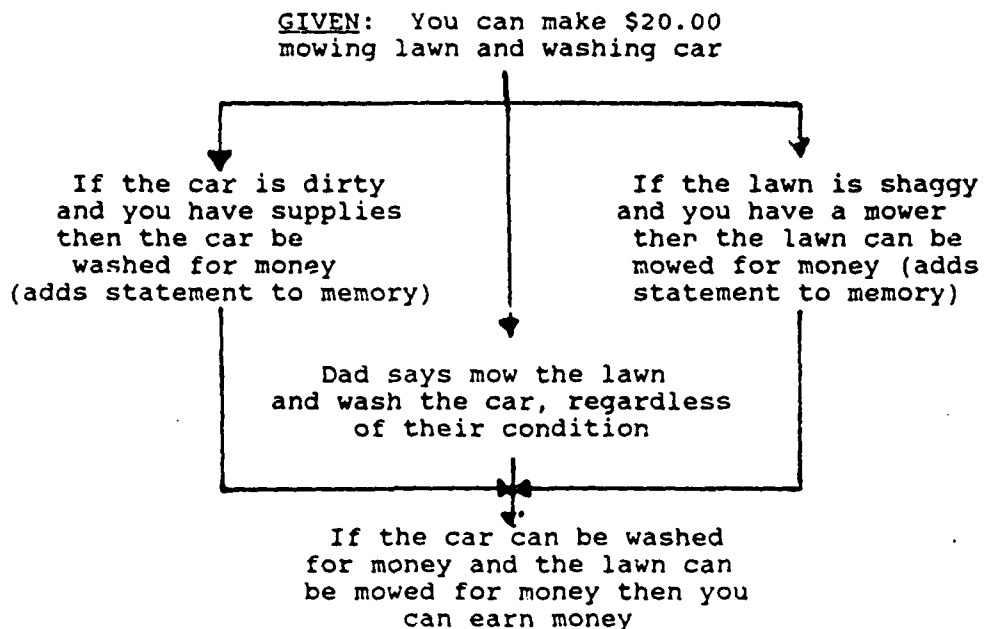 GIVEN: You can make $20.00
mowing lawn and washing car
If the car is dirty
and you have supplies
then the car be
washed for money
(adds statement to memory)
If the lawn is shaggy
and you have a mower
then the lawn can be
mowed for money (adds
statement to memory)
Dad says mow the lawn
and wash the car, regardless
of their condition
If the car can be washed
for money and the lawn can
be mowed for money then you
can earn money